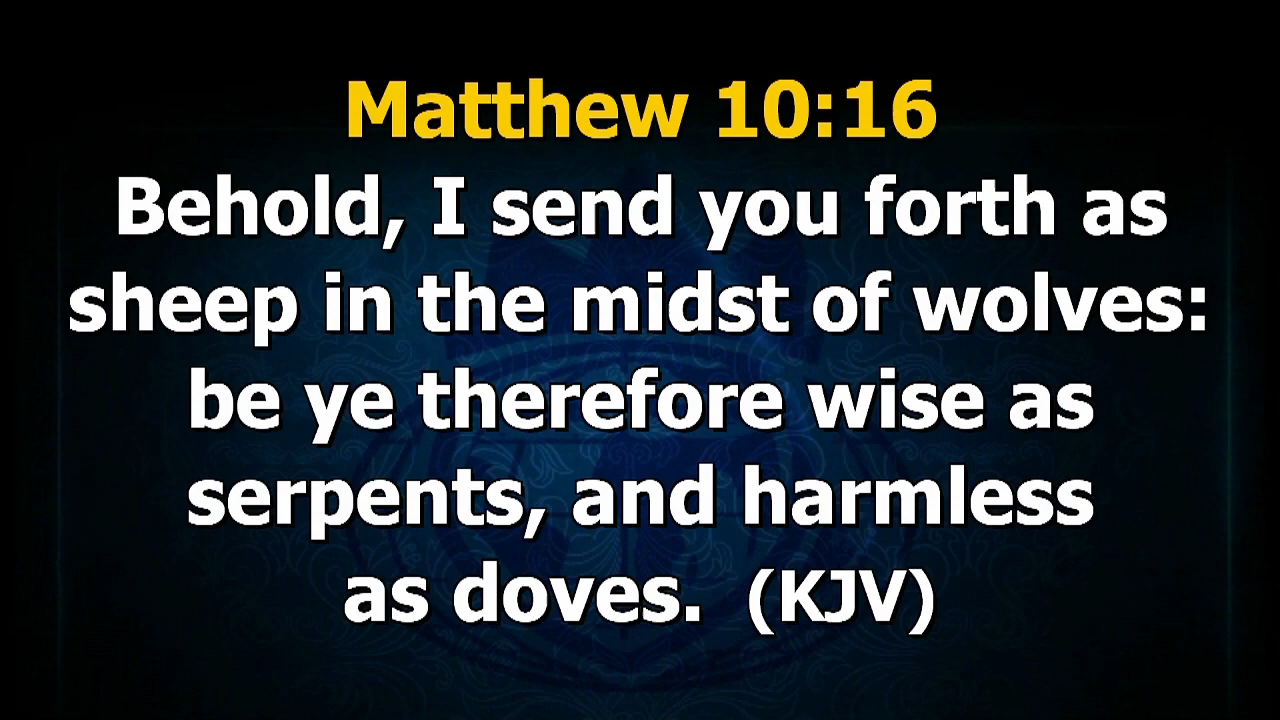 Matthew 10:16
Behold, I send you forth as
sheep in the midst of wolves:
be ye therefore wise as
serpents, and harmless
as doves.  (KJV)